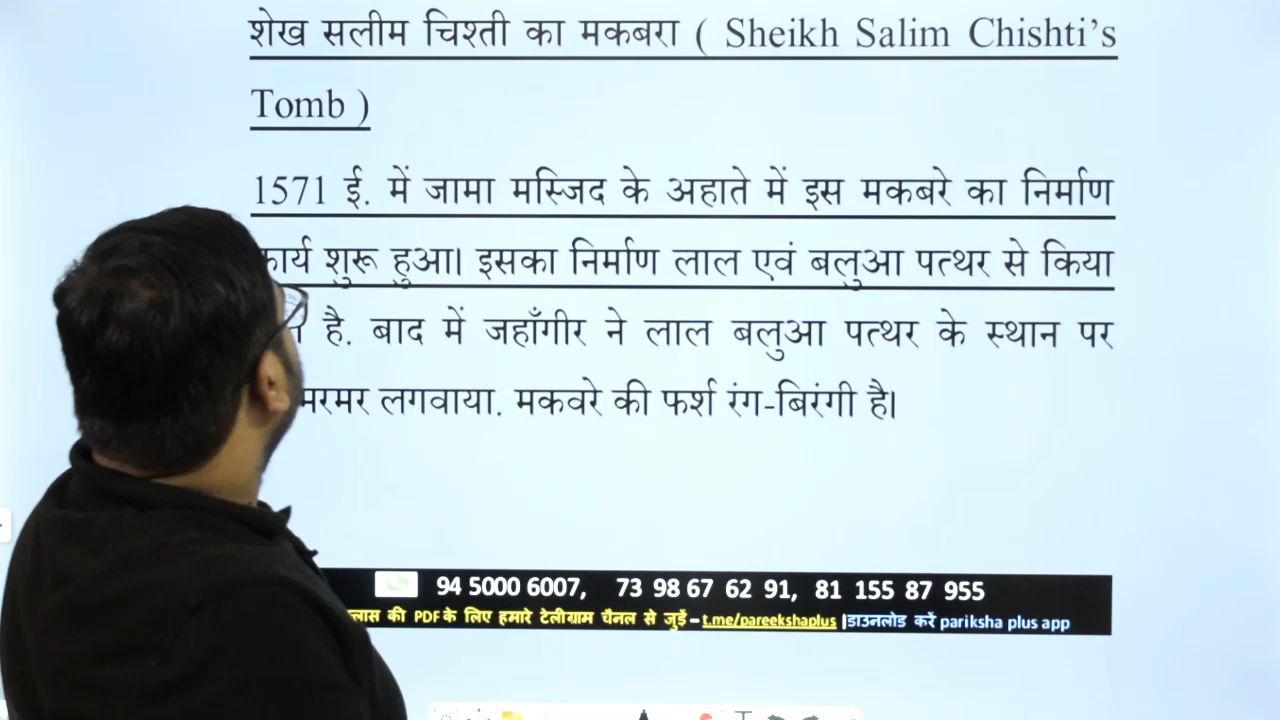 शेख सलीम चिश्ती का मकबरा ( Sheikh Salim Chishti’s
Tomb )
1571 ई. में जामा मस्जिद के अहाते में इस मकबरे का निर्माण
कार्य शुरू हुआ। इसका निर्माण लाल एवं बलुआ पत्थर से किया
है. बाद में जहाँगीर ने लाल बलुआ पत्थर के स्थान पर
मरमर लगवाया. मकवरे की फर्श रंग-बिरंगी है।
94 5000 6007, 73 98 67 62 91, 81 155 87 955
लास की PDF के लिए हमारे टेलीग्राम चैनल से जुड़ें – t.me/pareekshaplus |डाउनलोड करें pariksha plus app